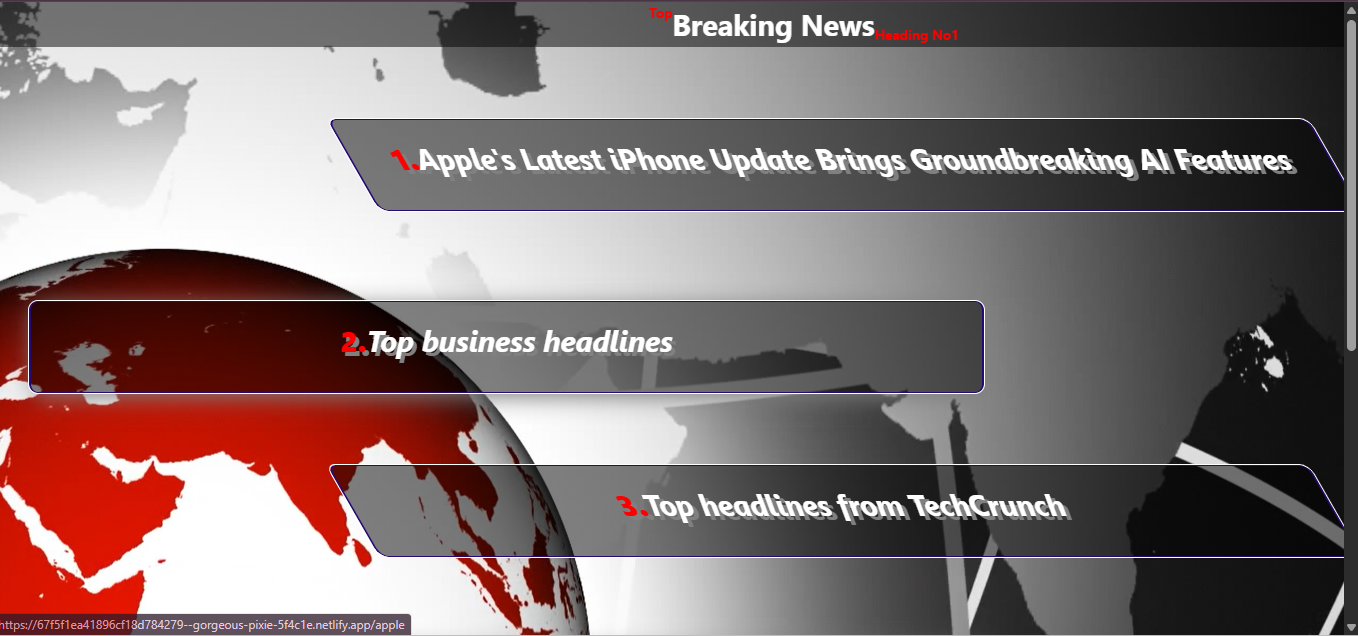 Top
Breaking News
Heading No1
1.Apple's Latest iPhone Update Brings Groundbreaking AI Features
2.Top business headlines
3.Top headlines from TechCrunch
https://67f5f1ea41896cf18d784279--gorgeous-pixie-5f4c1e.netlify.app/apple